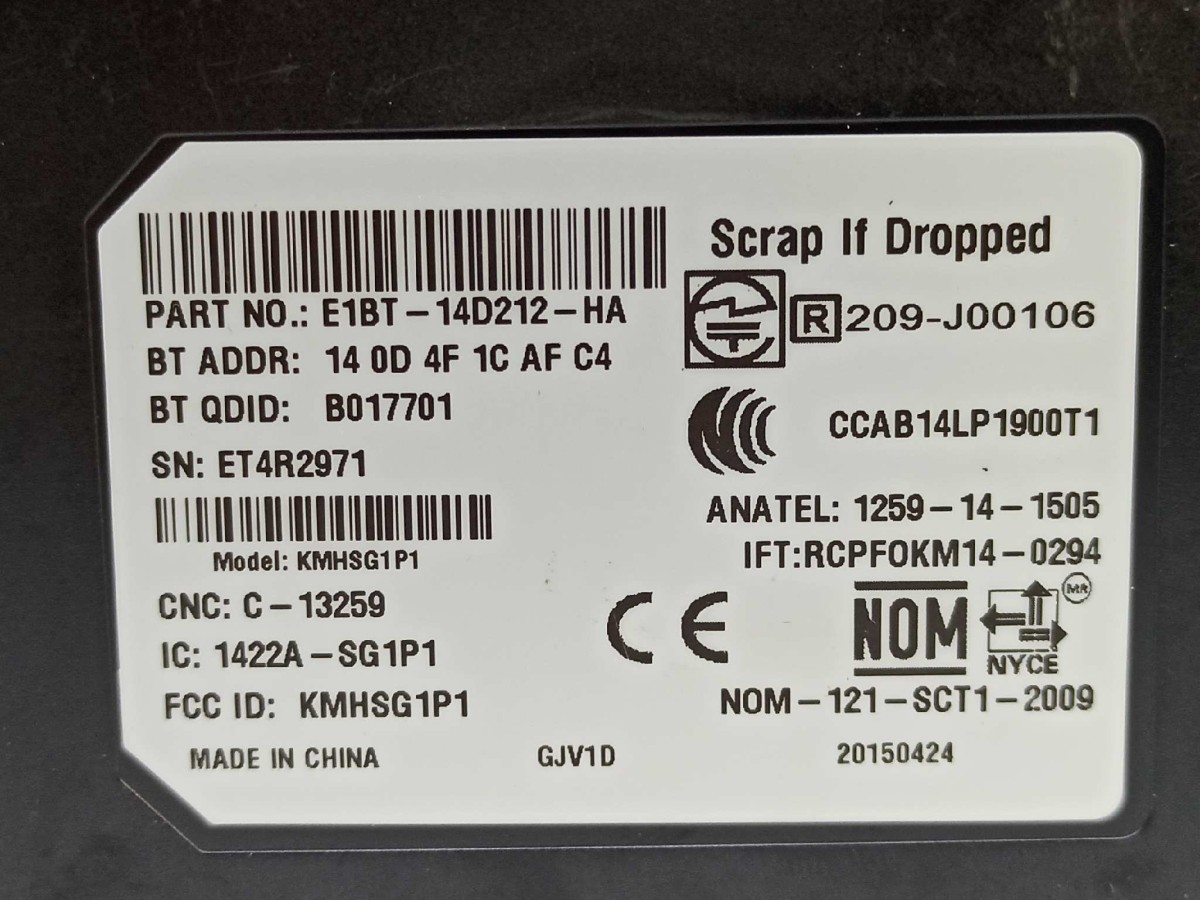 Scrap If Dropped
PART NO.: E1BT-14D212-HA
R 209-J00106
BT ADDR: 14 0D 4F 1C AF C4
BT QDID: B017701
CCAB14LP1900T1
SN: ET4R2971
ANATEL: 1259-14-1505
Model: KMHSG1P1
IFT:RCPFOKM14-0294
CNC: C-13259
CE
NOM
MR
NYCE
IC: 1422A-SG1P1
FCC ID: KMHSG1P1
NOM-121-SCT1-2009
MADE IN CHINA
GJV1D
20150424